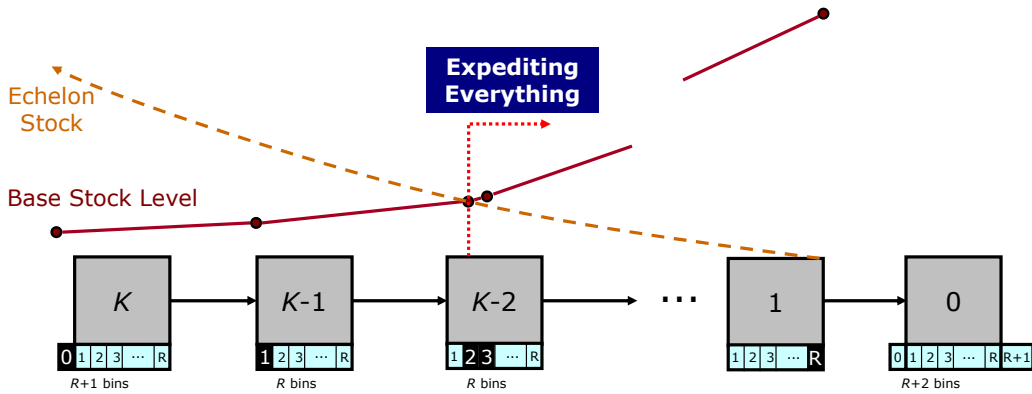 Expediting
Everything
Echelon
Stock
Base Stock Level
K
K-1
K-2
...
1
0
0 1 2 3 ... R
1 2 3 ... R
1 2 3 ... R
1 2 3 ... R
0 1 2 3 ... R R+1
R+1 bins
R bins
R bins
R+2 bins